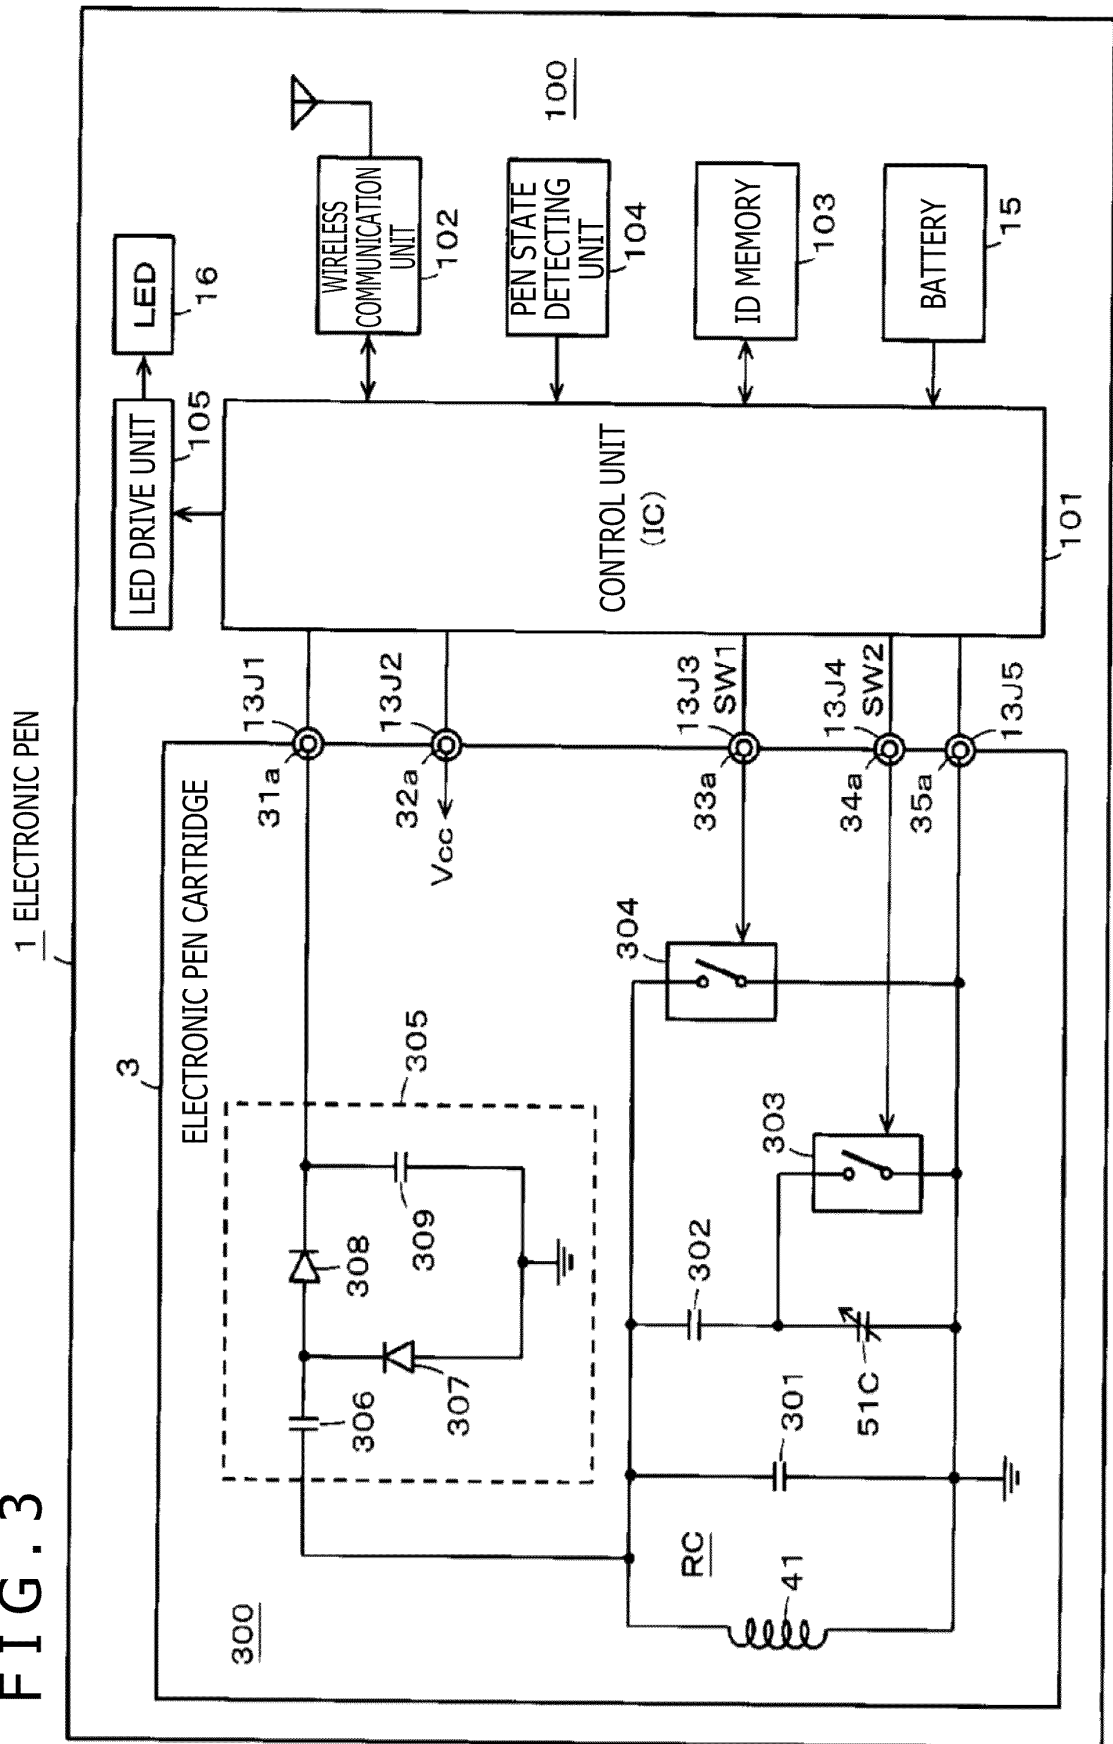 FIG.3
1 ELECTRONIC PEN
3
ELECTRONIC PEN CARTRIDGE
300
305
306
308
307
309
31a
13J1
LED DRIVE UNIT
105
LED
16
32a
13J2
Vcc
WIRELESS
COMMUNICATION
UNIT
102
100
PEN STATE
DETECTING
UNIT
104
CONTROL UNIT
(IC)
101
ID MEMORY
103
BATTERY
15
RC
41
301
302
51C
303
304
33a
13J3
SW1
34a
13J4
SW2
35a
13J5